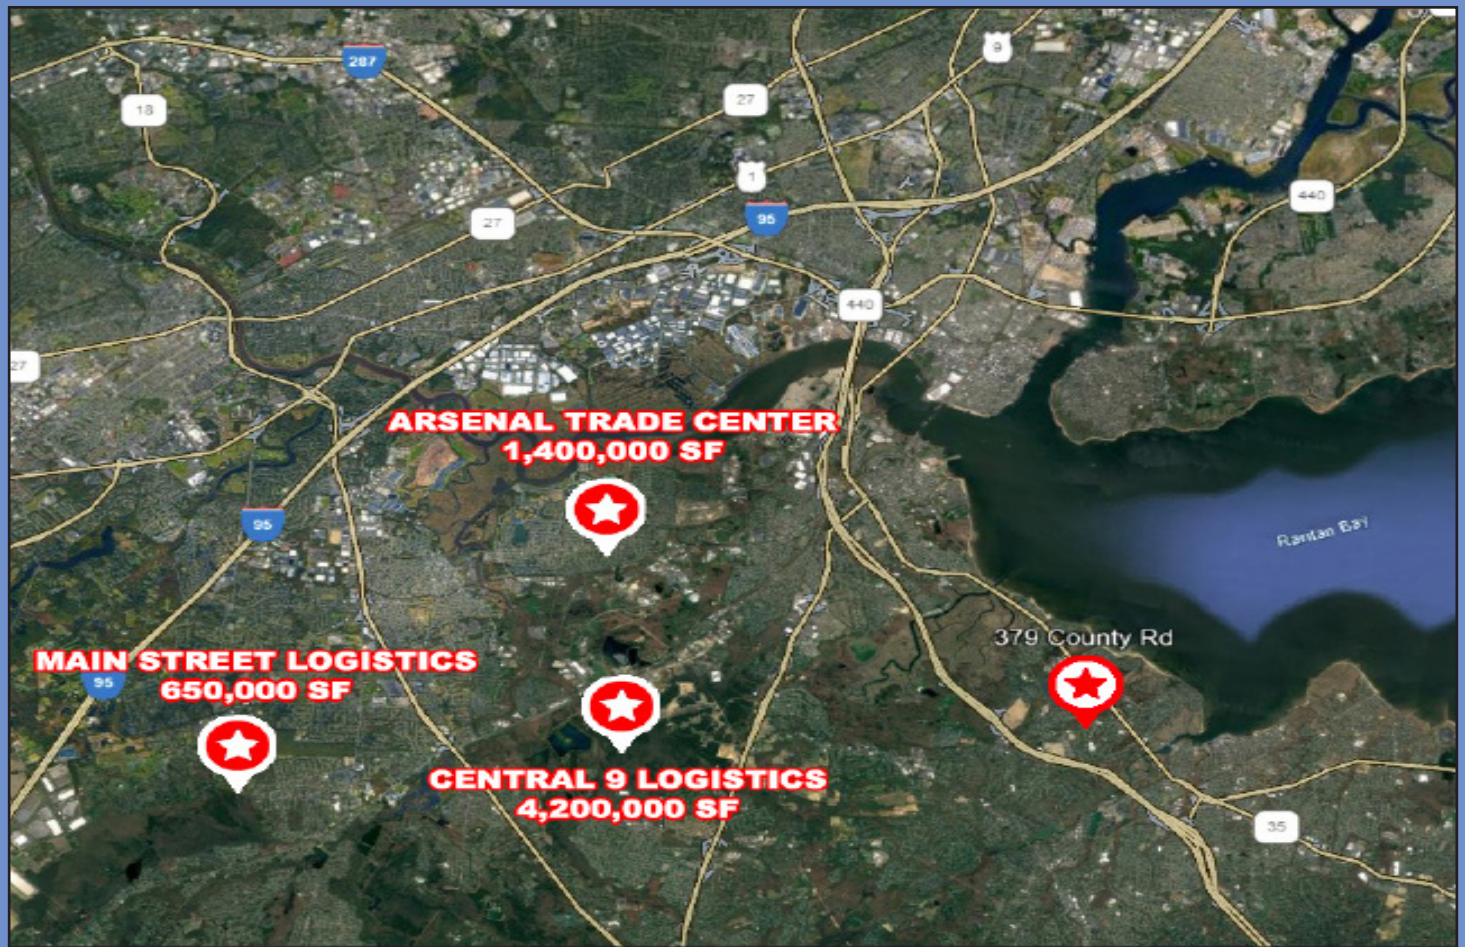 9
287
27
18
1
440
27
95
440
27
ARSENAL TRADE CENTER
1,400,000 SF
95
Raritan Bay
379 County Rd
MAIN STREET LOGISTICS
95
650,000 SF
CENTRAL 9 LOGISTICS
4,200,000 SF
35